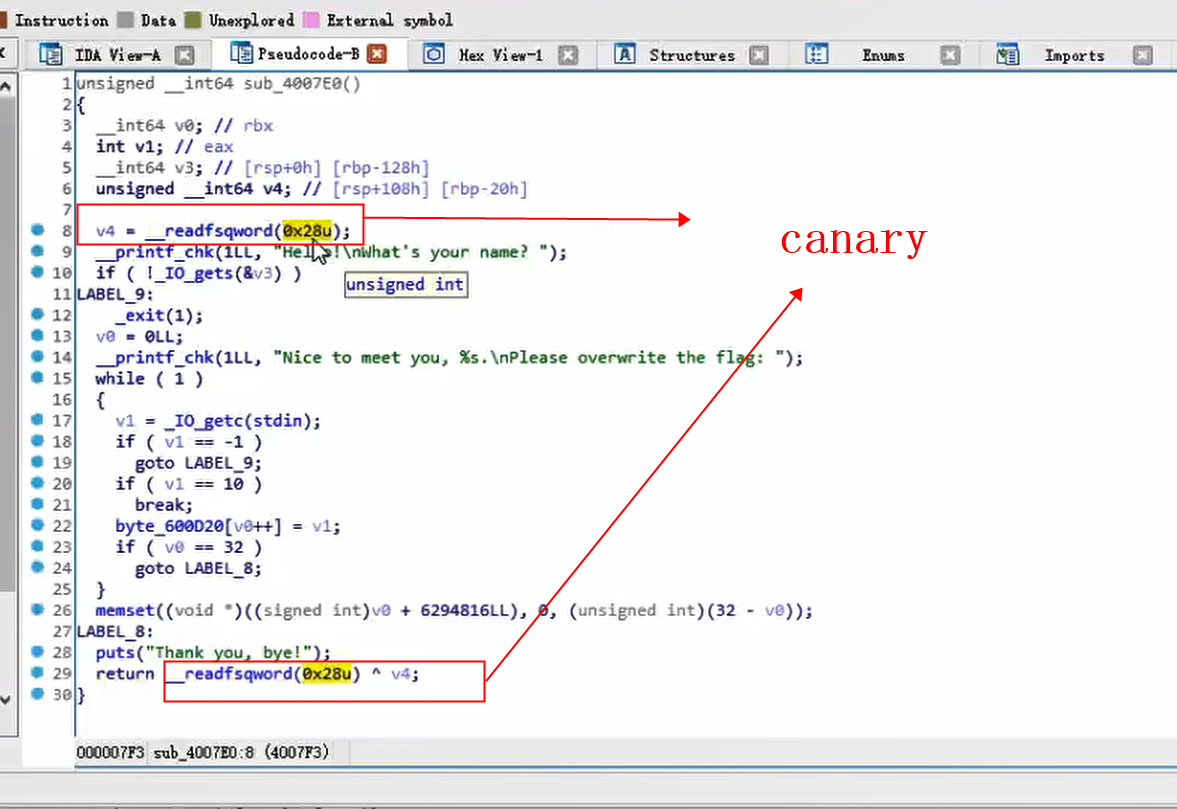 Instruction Data Unexplored External symbol
IDA View-A Pseudocode-B Hex View-1 Structures Enums Imports
1 unsigned __int64 sub_4007E0()
2 {
3 __int64 v0; // rbx
4 int v1; // eax
5 __int64 v3; // [rsp+0h] [rbp-128h]
6 unsigned __int64 v4; // [rsp+108h] [rbp-20h]
7
8 v4 = __readfsqword(0x28u);
9 __printf_chk(1LL, "Hello!\nWhat's your name? ");
10 if ( !_IO_gets(&v3) )
11 LABEL_9:
12 _exit(1);
13 v0 = 0LL;
14 __printf_chk(1LL, "Nice to meet you, %s.\nPlease overwrite the flag: ");
15 while ( 1 )
16 {
17 v1 = _IO_getc(stdin);
18 if ( v1 == -1 )
19 goto LABEL_9;
20 if ( v1 == 10 )
21 break;
22 byte_600D20[v0++] = v1;
23 if ( v0 == 32 )
24 goto LABEL_8;
25 }
26 memset((void *)((signed int)v0 + 6294816LL), 0, (unsigned int)(32 - v0));
27 LABEL_8:
28 puts("Thank you, bye!");
29 return __readfsqword(0x28u) ^ v4;
30 }
canary
unsigned int
000007F3 sub_4007E0:8 (4007F3)